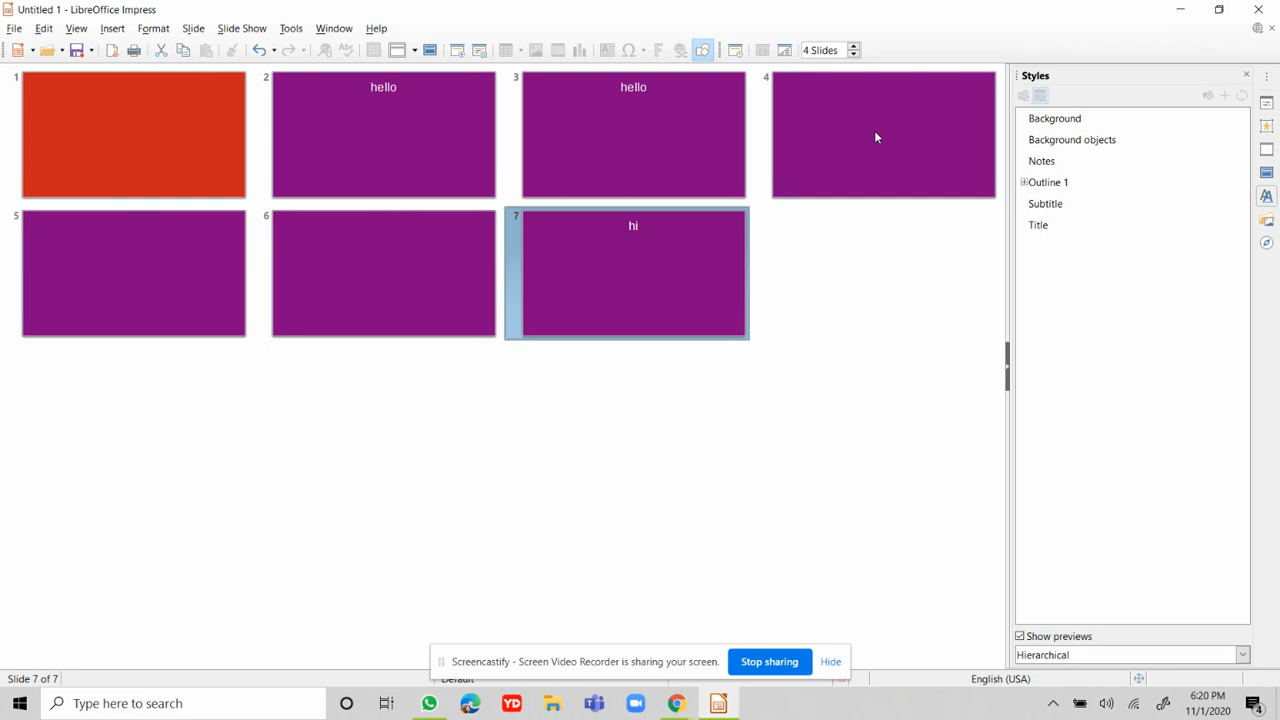 Untitled 1 - LibreOffice Impress
File Edit View Insert Format Slide Slide Show Tools Window Help
4 Slides
1 2 hello 3 hello 4
5 6 7 hi
Styles
Background
Background objects
Notes
Outline 1
Subtitle
Title
Show previews
Hierarchical
Screencastify - Screen Video Recorder is sharing your screen. Stop sharing Hide
Slide 7 of 7 Default English (USA)
Type here to search YD 6:20 PM
11/1/2020 4